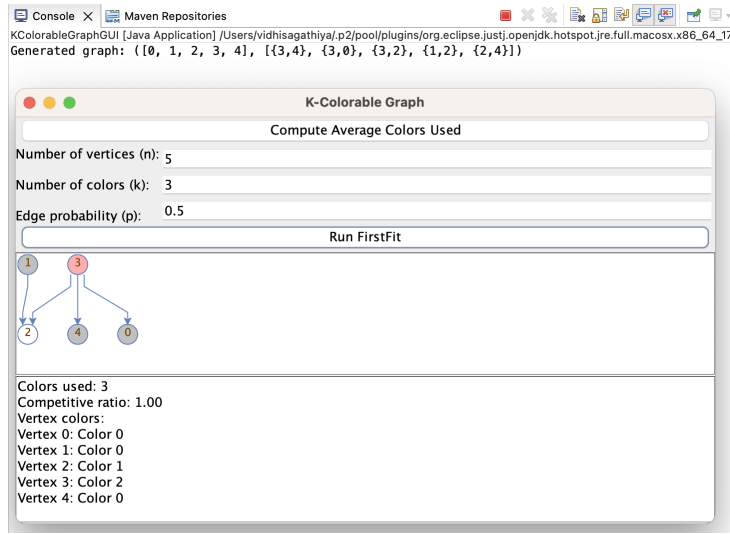 Console Maven Repositories
KColorableGraphGUI [Java Application] /Users/vidhisagathiya/.p2/pool/plugins/org.eclipse.justj.openjdk.hotspot.jre.full.macosx.x86_64_17
Generated graph: ([0, 1, 2, 3, 4], [{3,4}, {3,0}, {3,2}, {1,2}, {2,4}])
K-Colorable Graph
Compute Average Colors Used
Number of vertices (n): 5
Number of colors (k): 3
Edge probability (p): 0.5
Run FirstFit
1 3
2 4 0
Colors used: 3
Competitive ratio: 1.00
Vertex colors:
Vertex 0: Color 0
Vertex 1: Color 0
Vertex 2: Color 1
Vertex 3: Color 2
Vertex 4: Color 0